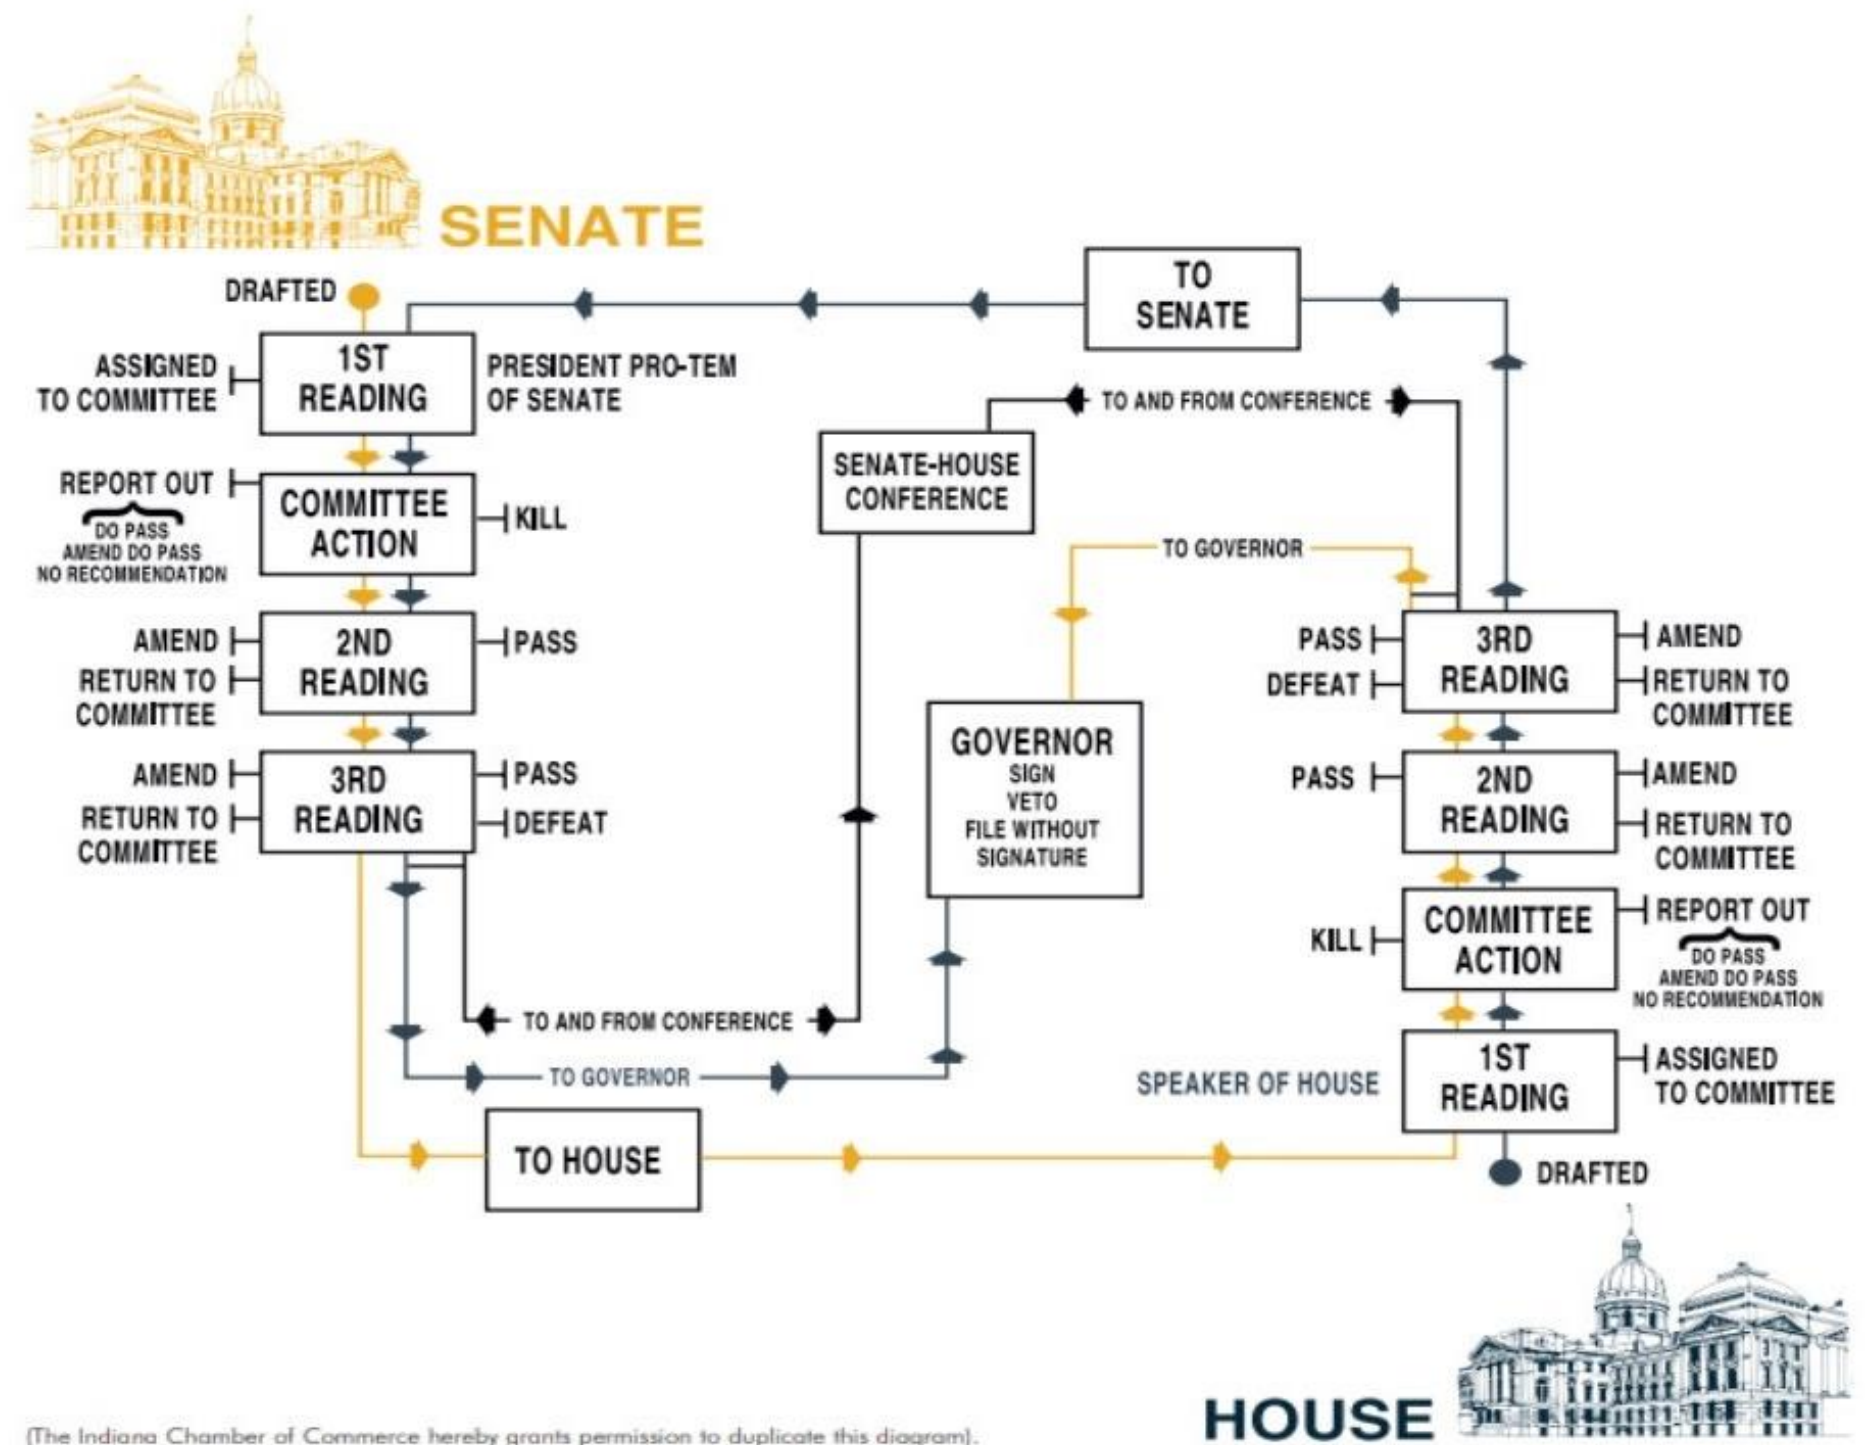 SENATE
DRAFTED
TO
SENATE
1ST
READING
ASSIGNED
TO COMMITTEE
PRESIDENT PRO-TEM
OF SENATE
TO AND FROM CONFERENCE
SENATE-HOUSE
CONFERENCE
REPORT OUT
DO PASS
AMEND DO PASS
NO RECOMMENDATION
COMMITTEE
ACTION
KILL
TO GOVERNOR
AMEND
RETURN TO
COMMITTEE
2ND
READING
PASS
AMEND
RETURN TO
COMMITTEE
3RD
READING
PASS
DEFEAT
GOVERNOR
SIGN
VETO
FILE WITHOUT
SIGNATURE
PASS
DEFEAT
3RD
READING
AMEND
RETURN TO
COMMITTEE
PASS
2ND
READING
AMEND
RETURN TO
COMMITTEE
KILL
COMMITTEE
ACTION
REPORT OUT
DO PASS
AMEND DO PASS
NO RECOMMENDATION
TO AND FROM CONFERENCE
TO GOVERNOR
SPEAKER OF HOUSE
1ST
READING
ASSIGNED
TO COMMITTEE
TO HOUSE
DRAFTED
HOUSE
(The Indiana Chamber of Commerce hereby grants permission to duplicate this diagram).